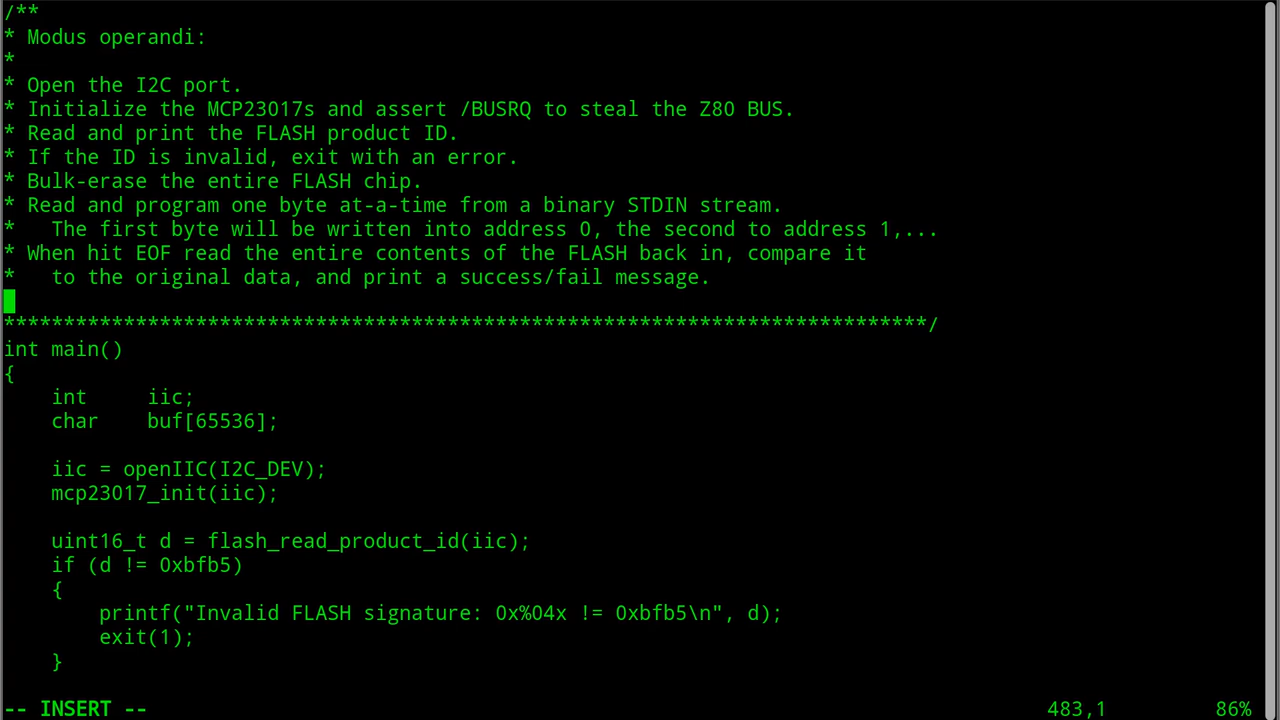 /**
* Modus operandi:
*
* Open the I2C port.
* Initialize the MCP23017s and assert /BUSRQ to steal the Z80 BUS.
* Read and print the FLASH product ID.
* If the ID is invalid, exit with an error.
* Bulk-erase the entire FLASH chip.
* Read and program one byte at-a-time from a binary STDIN stream.
*   The first byte will be written into address 0, the second to address 1,...
* When hit EOF read the entire contents of the FLASH back in, compare it
*   to the original data, and print a success/fail message.
*****************************************************************************/
int main()
{
    int     iic;
    char    buf[65536];

    iic = openIIC(I2C_DEV);
    mcp23017_init(iic);

    uint16_t d = flash_read_product_id(iic);
    if (d != 0xbfb5)
    {
        printf("Invalid FLASH signature: 0x%04x != 0xbfb5\n", d);
        exit(1);
    }
-- INSERT -- 483,1 86%